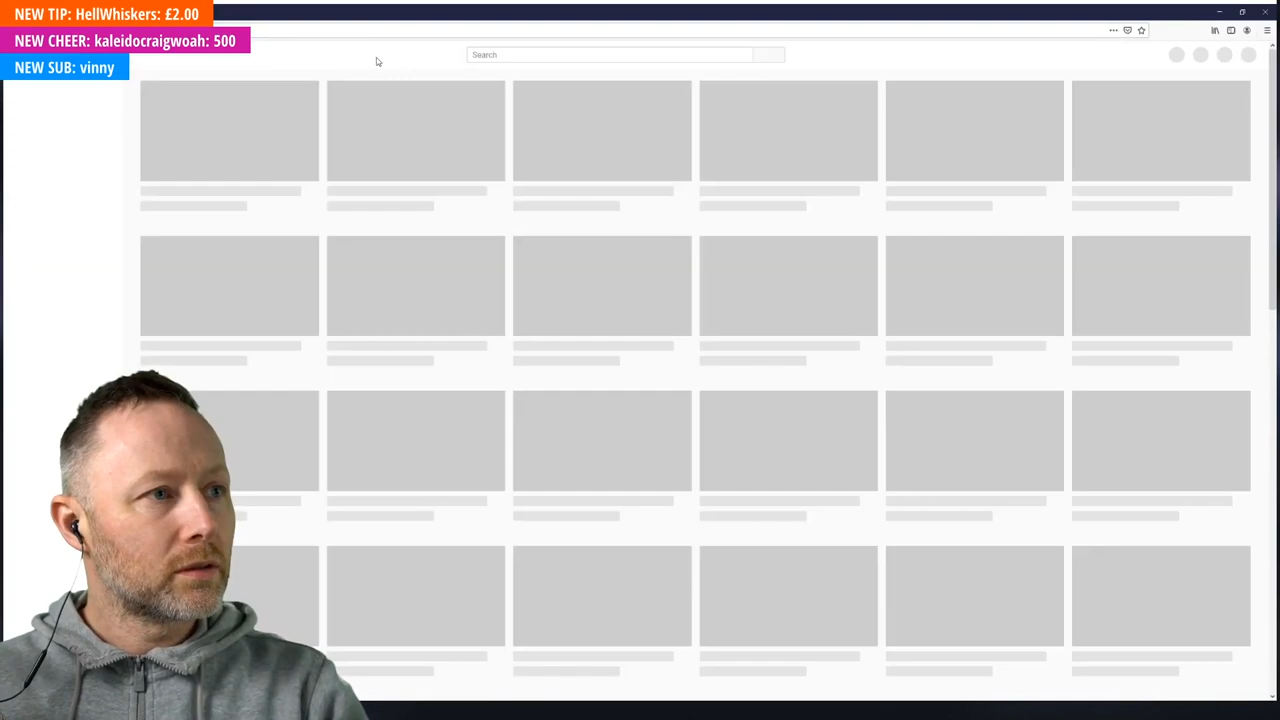 NEW TIP: HellWhiskers: £2.00
NEW CHEER: kaleidocraigwoah: 500
NEW SUB: vinny
Search